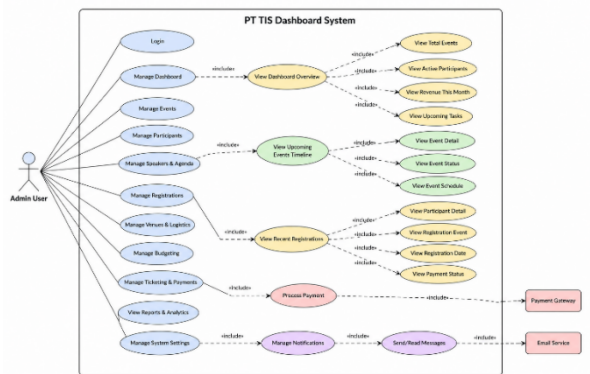 PT TIS Dashboard System
Login
View Total Events
«include»
«include»
Manage Dashboard
«include»
View Dashboard Overview
«include»
View Active Participants
«include»
View Revenue This Month
«include»
View Upcoming Tasks
Manage Events
Manage Participants
Manage Speakers & Agenda
«include»
View Upcoming
Events Timeline
«include»
View Event Detail
«include»
View Event Status
«include»
View Event Schedule
Admin User
Manage Registrations
«include»
View Recent Registrations
«include»
View Participant Detail
«include»
View Registration Event
«include»
View Registration Date
«include»
View Payment Status
Manage Venues & Logistics
Manage Budgeting
Manage Ticketing & Payments
«include»
Process Payment
«include»
Payment Gateway
View Reports & Analytics
Manage System Settings
«include»
Manage Notifications
«include»
Send/Read Messages
«include»
Email Service